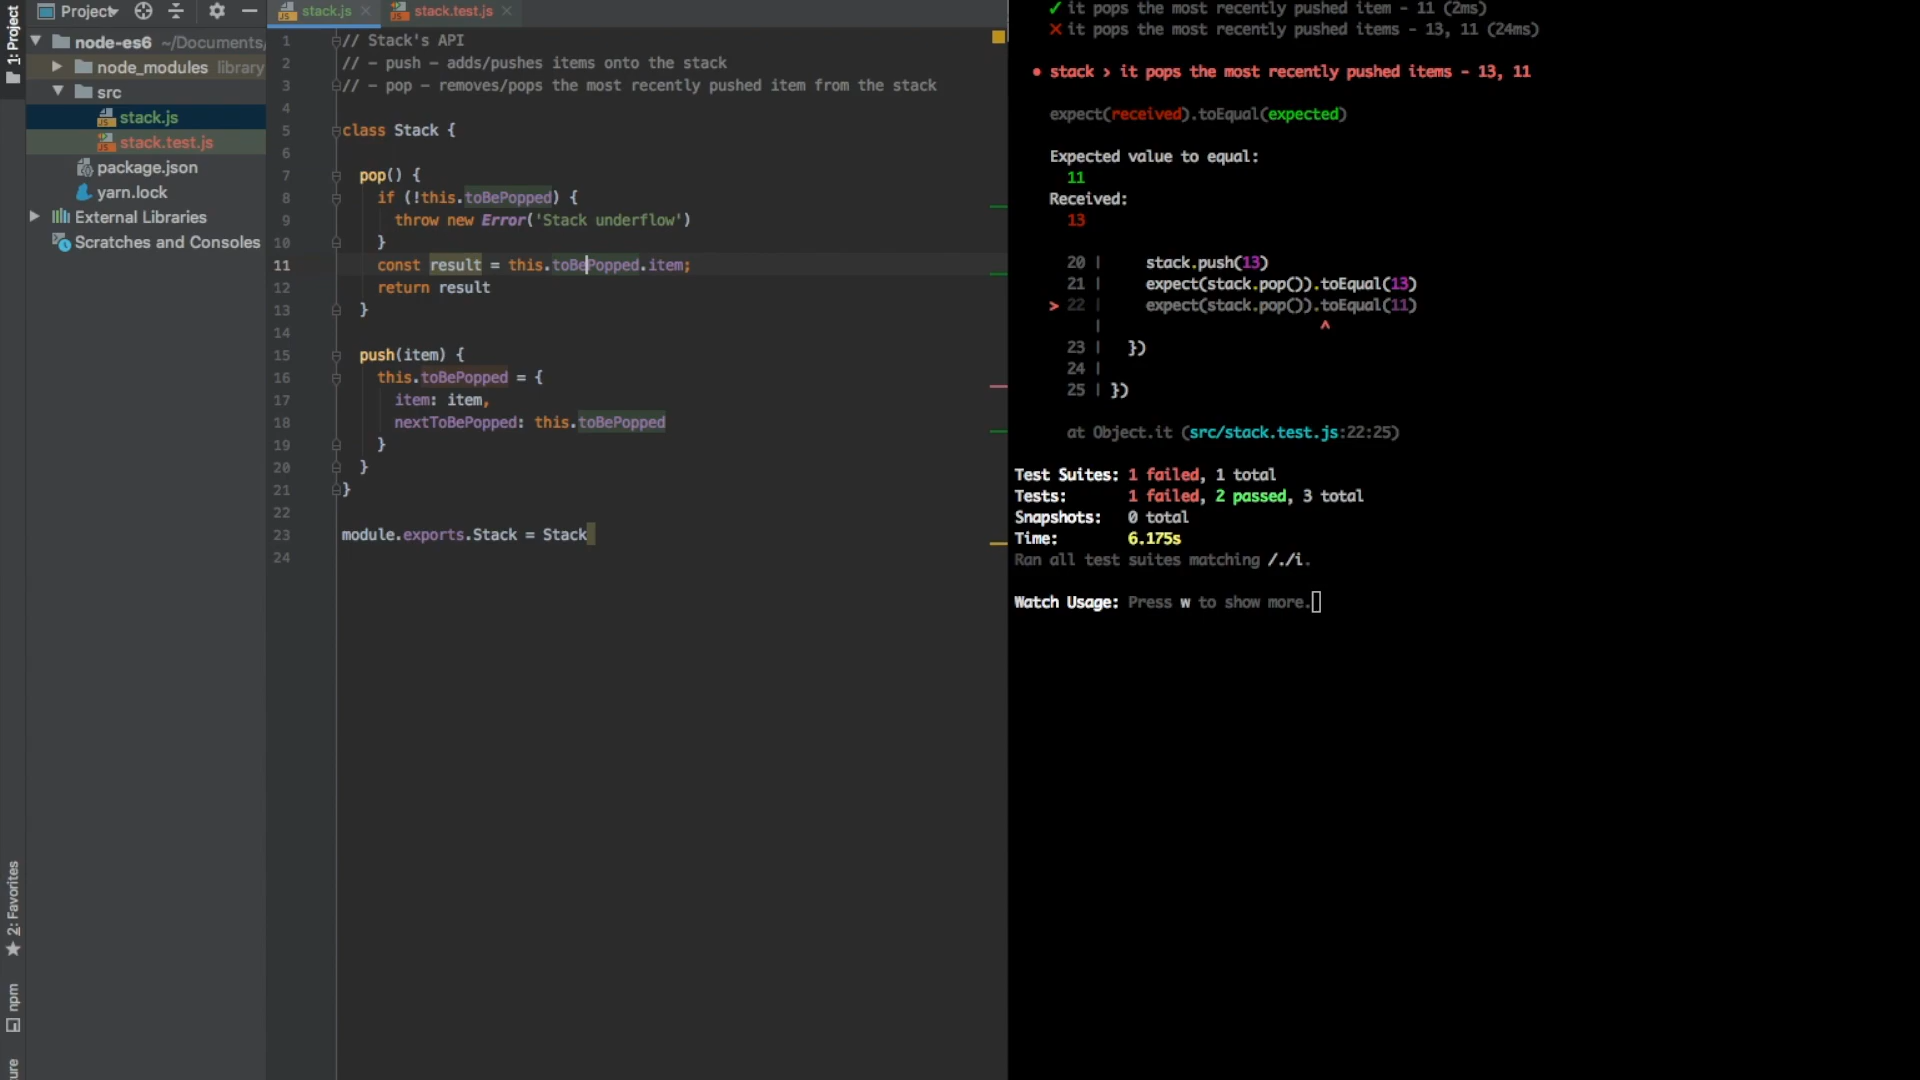 1: Project
Project
node-es6 ~/Documents/
node_modules library
src
stack.js
stack.test.js
package.json
yarn.lock
External Libraries
Scratches and Consoles
2: Favorites
npm
stack.js
stack.test.js
1 // Stack's API
2 // - push - adds/pushes items onto the stack
3 // - pop - removes/pops the most recently pushed item from the stack
4
5 class Stack {
6
7 pop() {
8 if (!this.toBePopped) {
9 throw new Error('Stack underflow')
10 }
11 const result = this.toBePopped.item;
12 return result
13 }
14
15 push(item) {
16 this.toBePopped = {
17 item: item,
18 nextToBePopped: this.toBePopped
19 }
20 }
21 }
22
23 module.exports.Stack = Stack
24
✓ it pops the most recently pushed item - 11 (2ms)
✕ it pops the most recently pushed items - 13, 11 (24ms)
● stack › it pops the most recently pushed items - 13, 11
expect(received).toEqual(expected)
Expected value to equal:
11
Received:
13
20 | stack.push(13)
21 | expect(stack.pop()).toEqual(13)
> 22 | expect(stack.pop()).toEqual(11)
| ^
23 | })
24 |
25 | })
at Object.it (src/stack.test.js:22:25)
Test Suites: 1 failed, 1 total
Tests: 1 failed, 2 passed, 3 total
Snapshots: 0 total
Time: 6.175s
Ran all test suites matching /./i.
Watch Usage: Press w to show more.